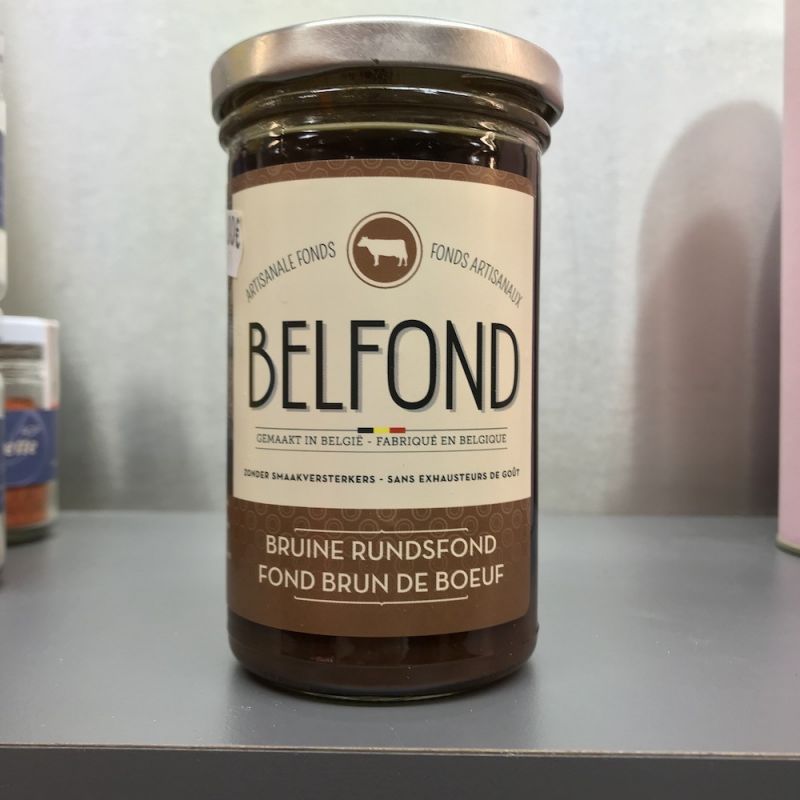 ARTISANALE FONDS
FONDS ARTISANAUX
BELFOND
GEMAAKT IN BELGIË - FABRIQUÉ EN BELGIQUE
ZONDER SMAAKVERSTERKERS - SANS EXHAUSTEURS DE GOÛT
BRUINE RUNDSFOND
FOND BRUN DE BOEUF